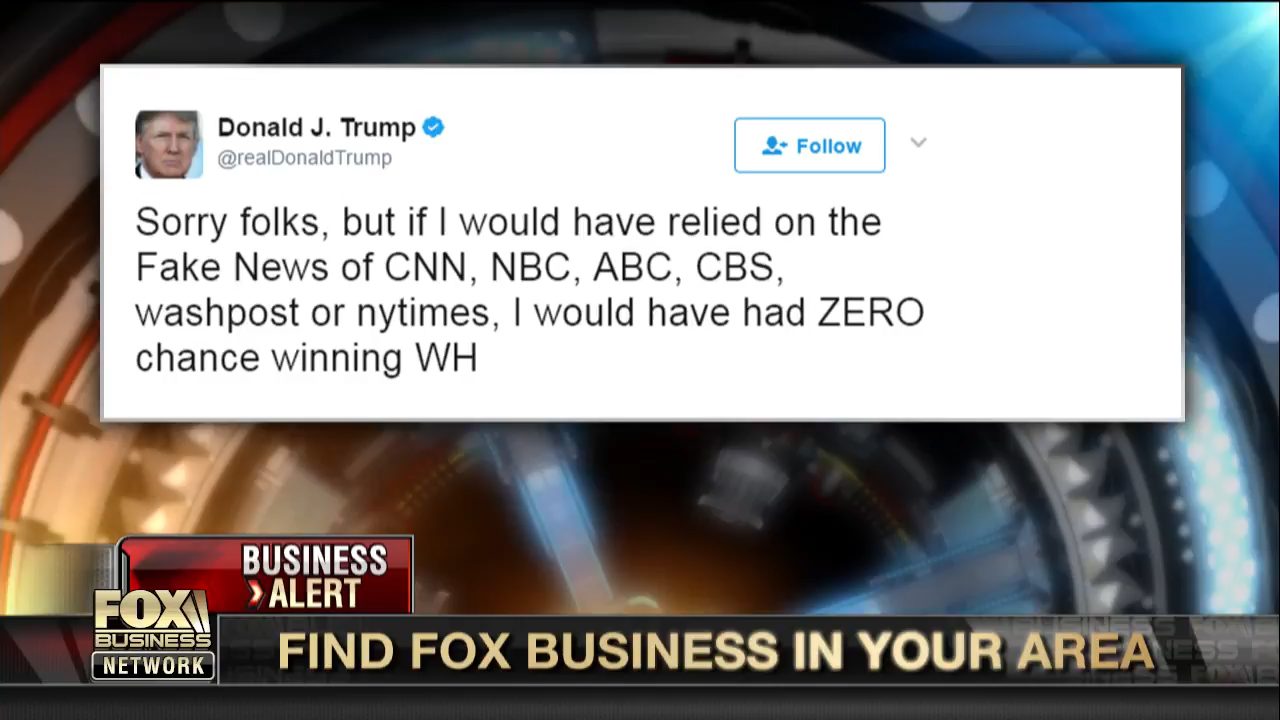 Donald J. Trump
@realDonaldTrump
Follow
Sorry folks, but if I would have relied on the
Fake News of CNN, NBC, ABC, CBS,
washpost or nytimes, I would have had ZERO
chance winning WH
BUSINESS
ALERT
FOX
BUSINESS
NETWORK
FIND FOX BUSINESS IN YOUR AREA